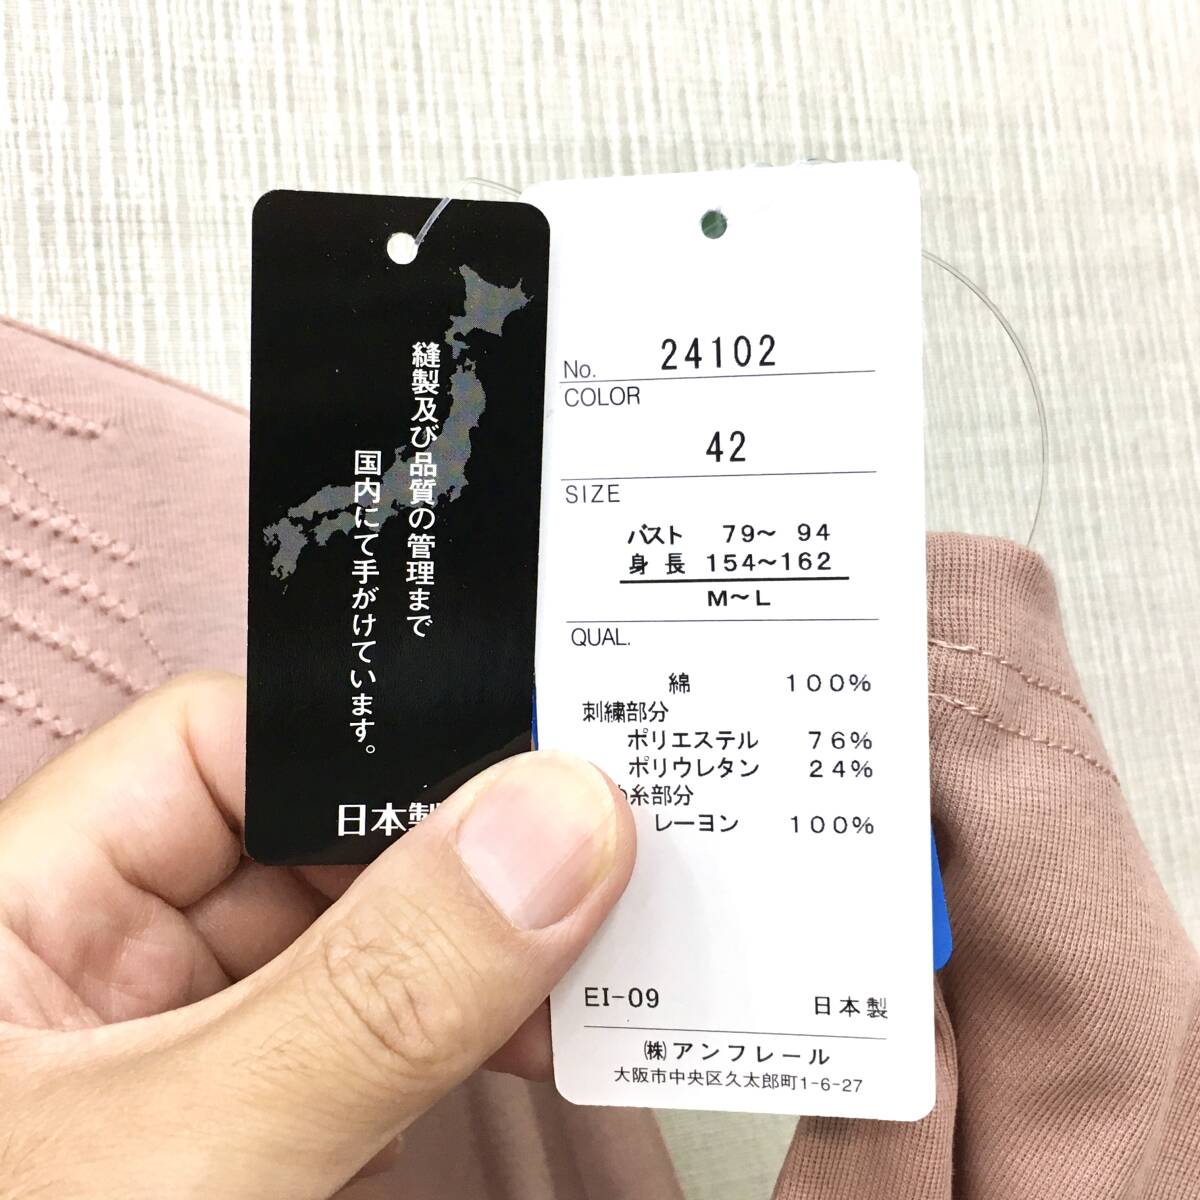 縫製及び品質の管理まで
国内にて手がけています。
日本製
No. 24102
COLOR
42
SIZE
バスト 79～ 94
身長 154～162
M～L
QUAL.
綿 100%
刺繍部分
ポリエステル 76%
ポリウレタン 24%
糸部分
レーヨン 100%
EI-09 日本製
㈱アンフレール
大阪市中央区久太郎町1-6-27